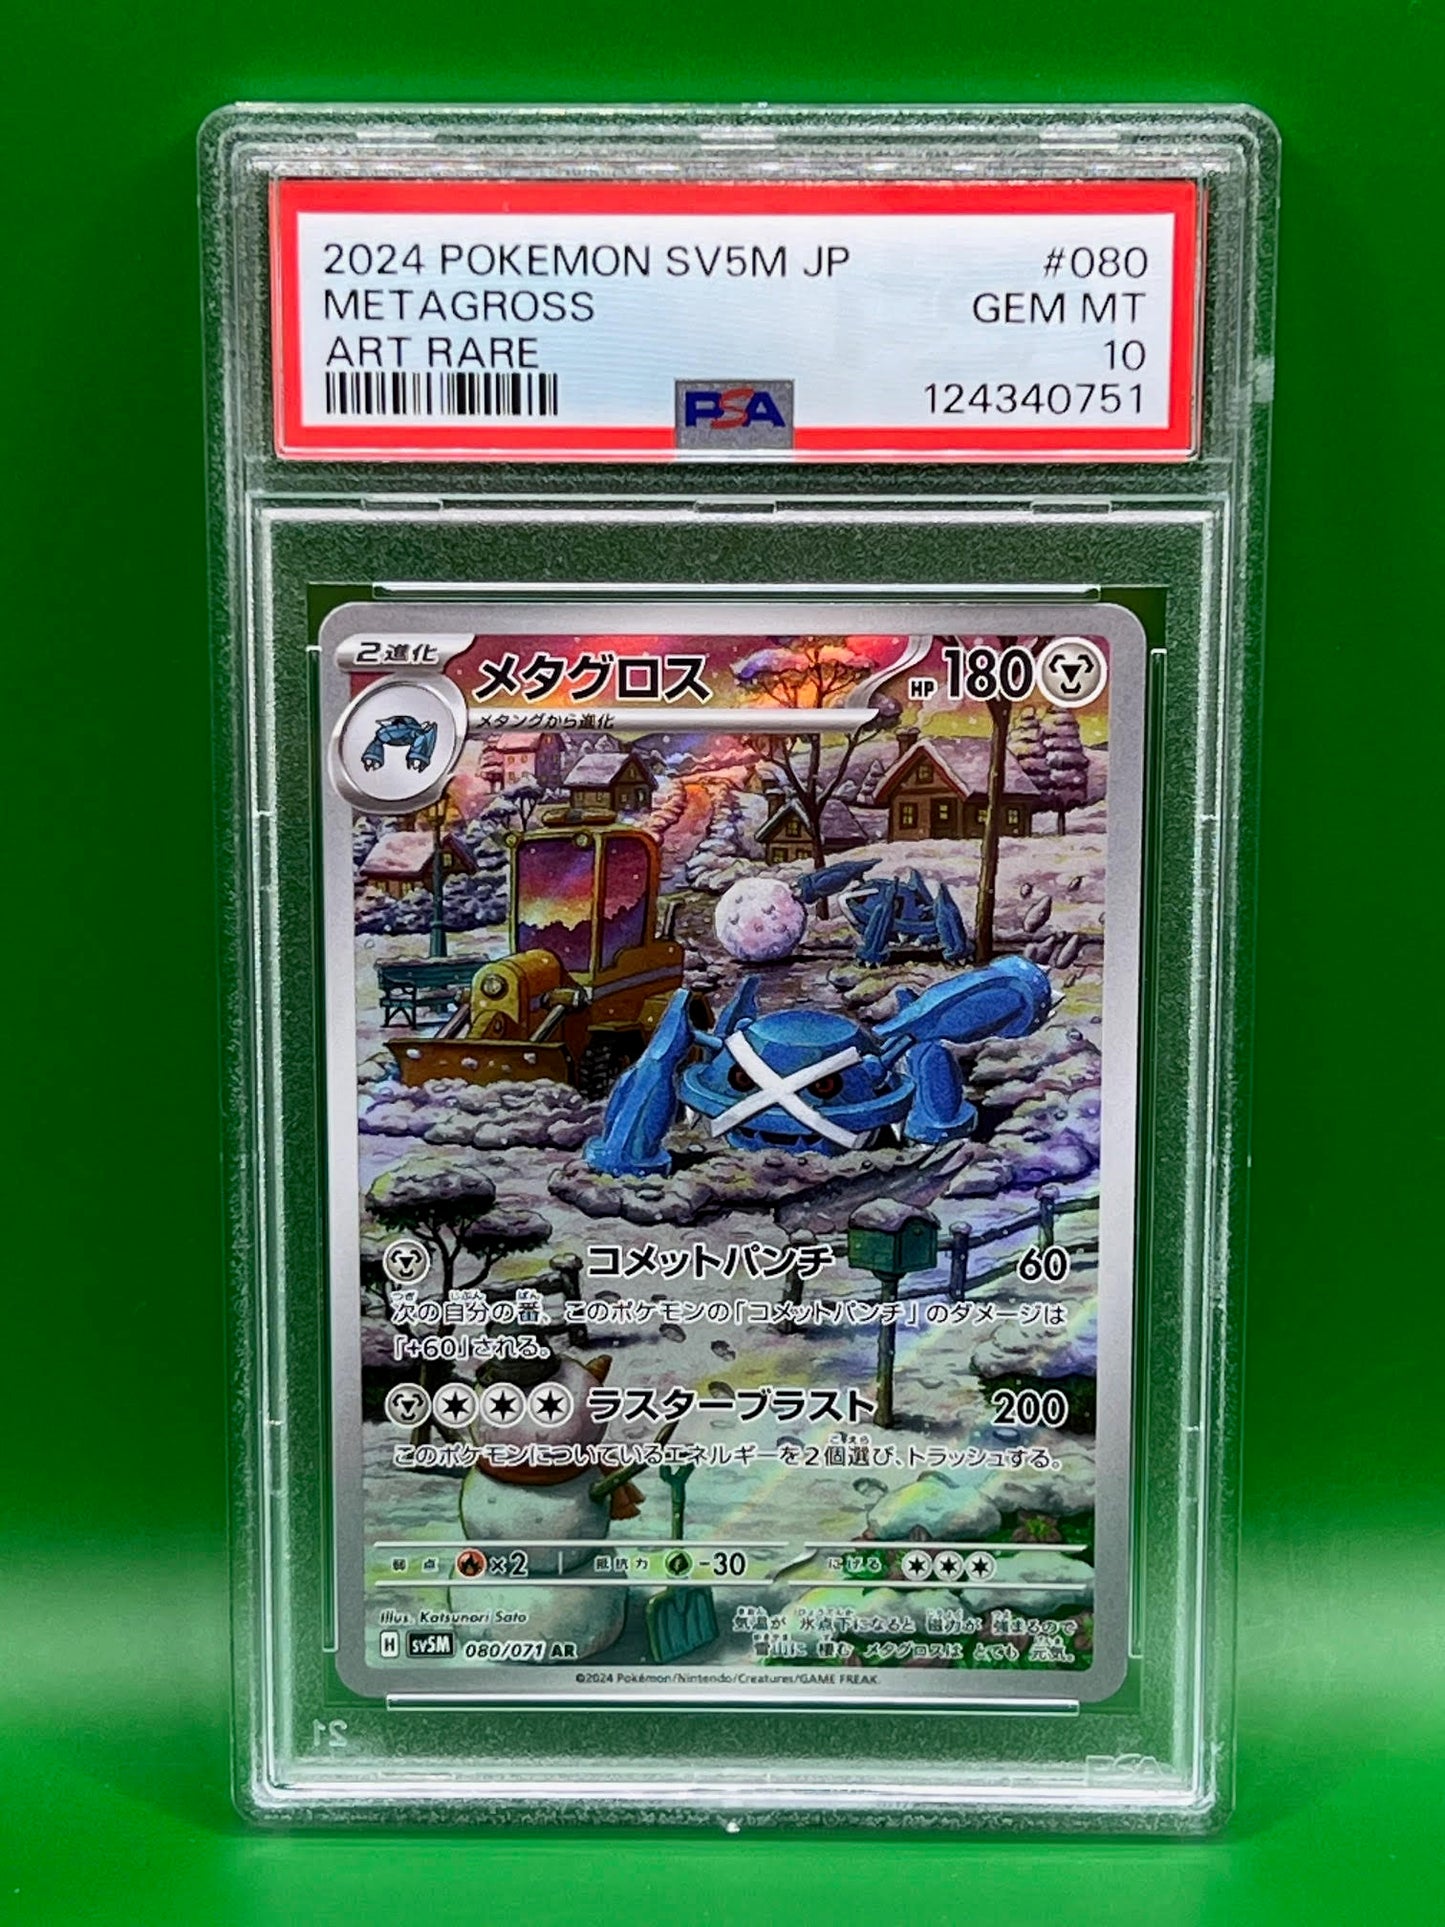 2024 POKEMON SV5M JP #080
METAGROSS GEM MT
ART RARE 10
PSA 124340751
2進化 メタグロス HP 180
メタングから進化
コメットパンチ 60
次の自分の番、このポケモンの「コメットパンチ」のダメージは
「+60」される。
ラスターブラスト 200
このポケモンについているエネルギーを2個選び、トラッシュする。
弱点 ×2 抵抗力 -30 にげる
illus. Katsunori Sato
気温が 氷点下になると 磁力が 強まるので
H SV5M 080/071 AR 雪山に 棲む メタグロスは とても 元気。
©2024 Pokémon/Nintendo/Creatures/GAME FREAK.